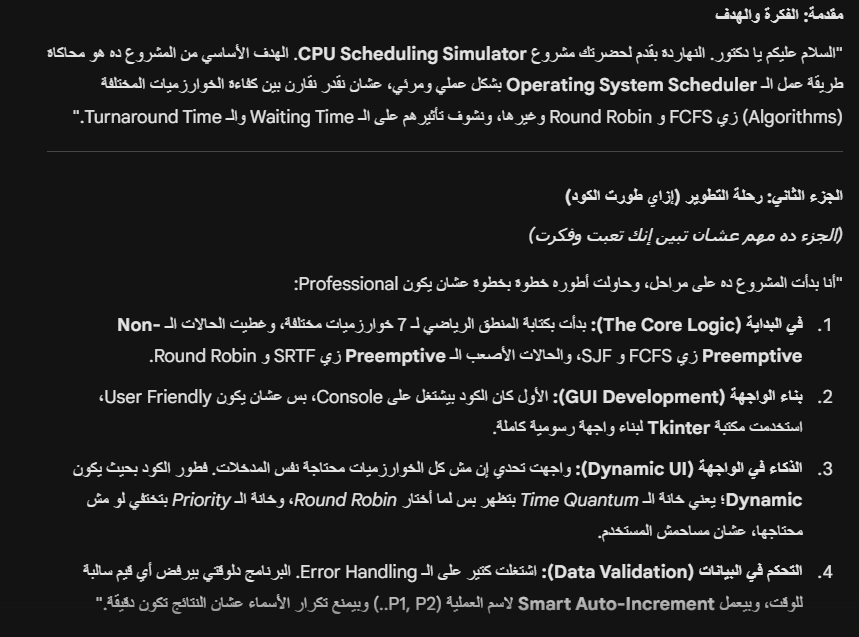 مقدمة: الفكرة والهدف
"السلام عليكم يا دكتور. النهاردة بقدم لحضرتك مشروع CPU Scheduling Simulator. الهدف الأساسي من المشروع ده هو محاكاة
طريقة عمل الـ Operating System Scheduler بشكل عملي ومرئي، عشان نقدر نقارن بين كفاءة الخوارزميات المختلفة
(Algorithms) زي FCFS و Round Robin وغيرها، ونشوف تأثيرهم على الـ Waiting Time والـ Turnaround Time."
الجزء الثاني: رحلة التطوير (إزاي طورت الكود)
(الجزء ده مهم عشان تبين إنك تعبت وفكرت)
"أنا بدأت المشروع ده على مراحل، وحاولت أطوره خطوة بخطوة عشان يكون Professional:
1. في البداية (The Core Logic): بدأت بكتابة المنطق الرياضي لـ 7 خوارزميات مختلفة، وغطيت الحالات الـ Non-
Preemptive زي FCFS و SJF، والحالات الأصعب الـ Preemptive زي SRTF و Round Robin.
2. بناء الواجهة (GUI Development): الأول كان الكود بيشتغل على Console، بس عشان يكون User Friendly،
استخدمت مكتبة Tkinter لبناء واجهة رسومية كاملة.
3. الذكاء في الواجهة (Dynamic UI): واجهت تحدي إن مش كل الخوارزميات محتاجة نفس المدخلات. فطور الكود بحيث يكون
Dynamic؛ يعني خانة الـ Time Quantum بتظهر بس لما أختار Round Robin، وخانة الـ Priority بتختفي لو مش
محتاجها، عشان مساحمش المستخدم.
4. التحكم في البيانات (Data Validation): اشتغلت كتير على الـ Error Handling. البرنامج دلوقتي بيرفض أي قيم سالبة
للوقت، وبيعمل Smart Auto-Increment لاسم العملية (P1, P2..) وبيمنع تكرار الأسماء عشان النتائج تكون دقيقة."